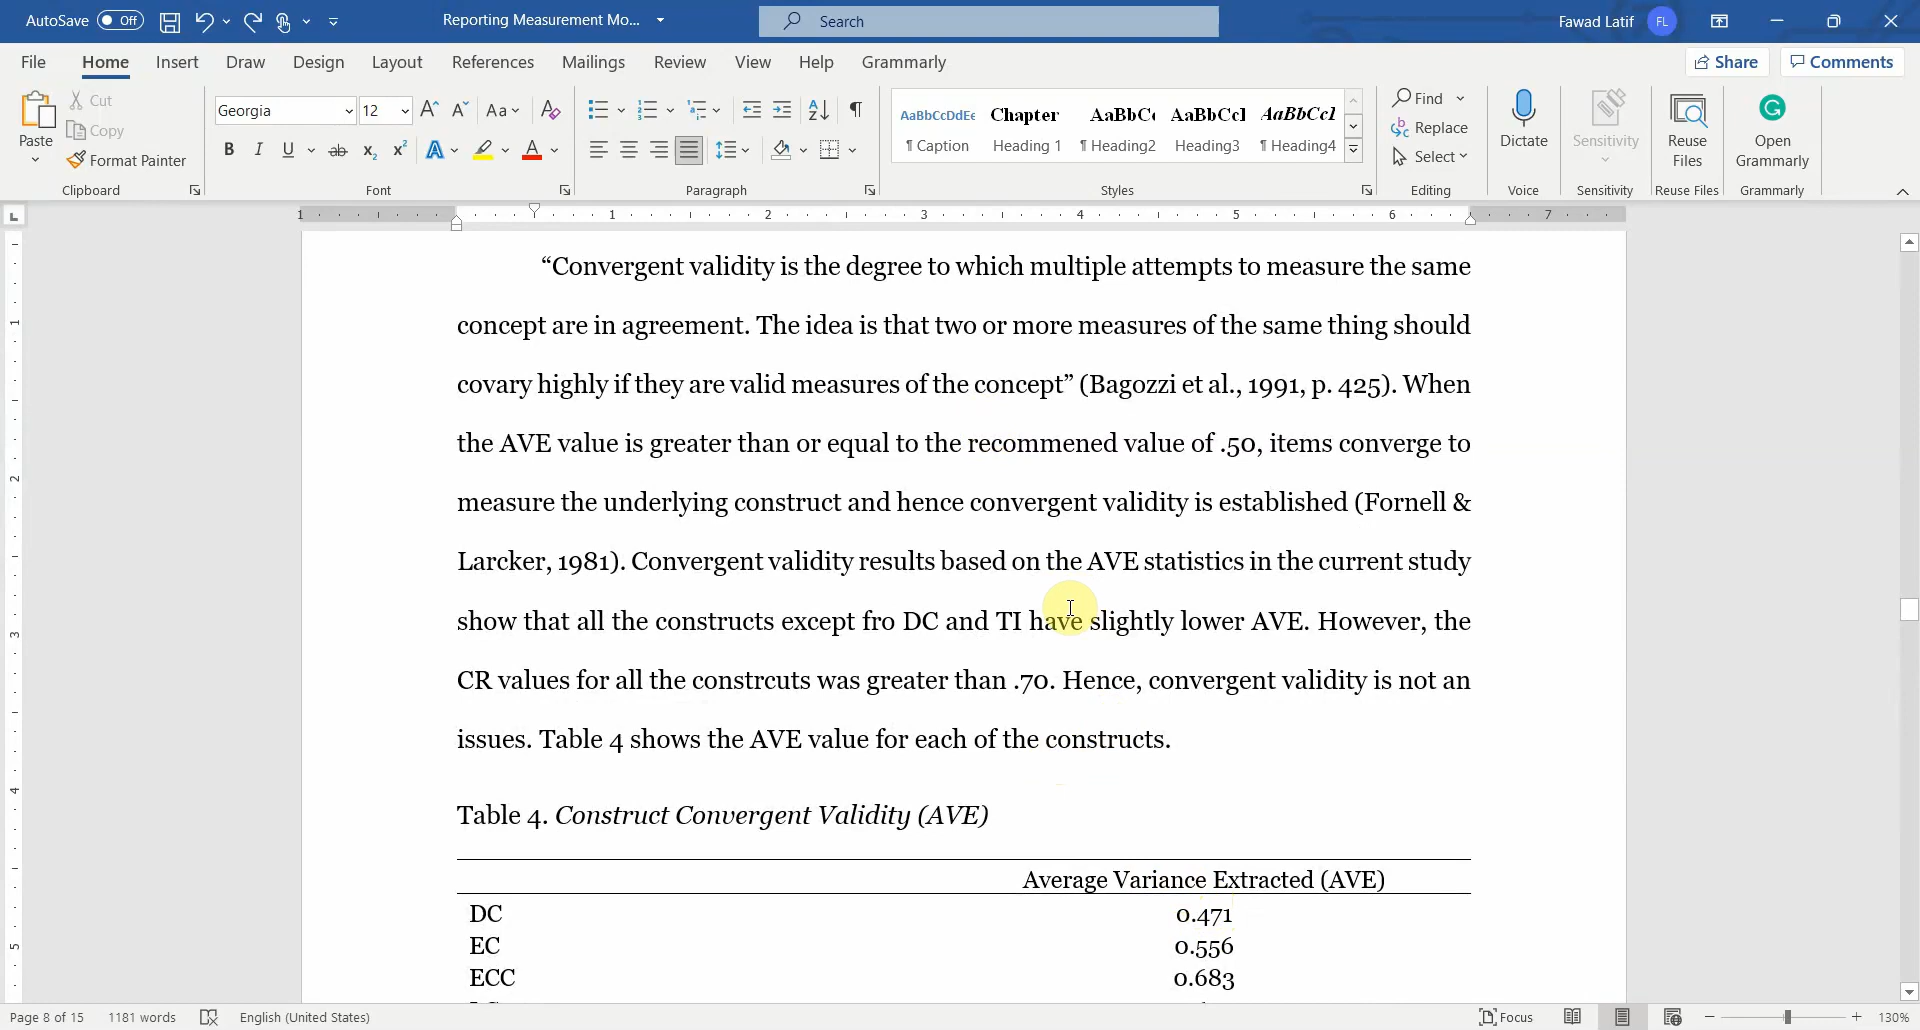 AutoSave Off
Reporting Measurement Mo...
Search
Fawad Latif FL
File Home Insert Draw Design Layout References Mailings Review View Help Grammarly
Share Comments
Paste
Cut
Copy
Format Painter
Clipboard
Georgia 12
Font
Paragraph
AaBbCcDdEe Chapter AaBbCc AaBbCcI AaBbCcI
¶ Caption Heading 1 ¶ Heading2 Heading3 ¶ Heading4
Styles
Find
Replace
Select
Editing
Dictate
Voice
Sensitivity
Sensitivity
Reuse
Files
Reuse Files
Open
Grammarly
Grammarly
1 1 2 3 4 5 6 7
“Convergent validity is the degree to which multiple attempts to measure the same
concept are in agreement. The idea is that two or more measures of the same thing should
covary highly if they are valid measures of the concept” (Bagozzi et al., 1991, p. 425). When
the AVE value is greater than or equal to the recommened value of .50, items converge to
measure the underlying construct and hence convergent validity is established (Fornell &
Larcker, 1981). Convergent validity results based on the AVE statistics in the current study
show that all the constructs except fro DC and TI have slightly lower AVE. However, the
CR values for all the constrcuts was greater than .70. Hence, convergent validity is not an
issues. Table 4 shows the AVE value for each of the constructs.
Table 4. Construct Convergent Validity (AVE)
Average Variance Extracted (AVE)
DC 0.471
EC 0.556
ECC 0.683
Page 8 of 15 1181 words English (United States) Focus 130%